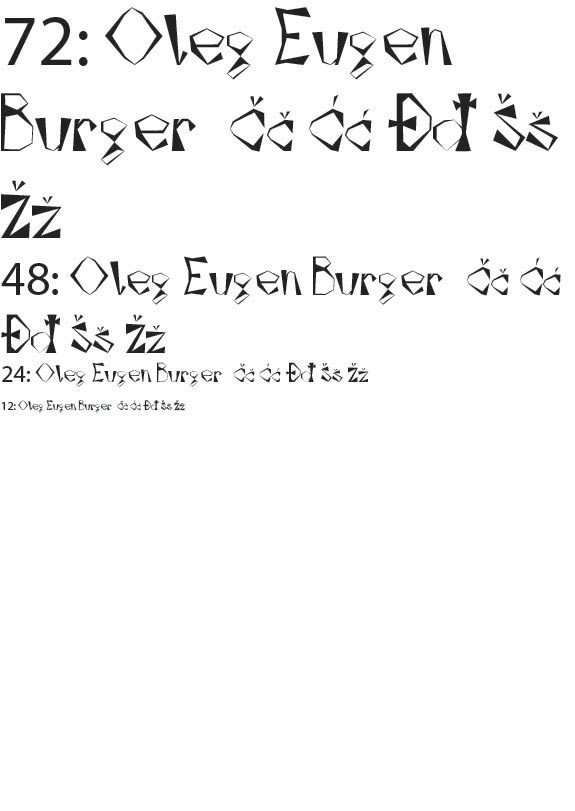 72: Oleg Eugen
Burger Čč Ćć Đđ Šš
Žž
48: Oleg Eugen Burger Čč Ćć
Đđ Šš Žž
24: Oleg Eugen Burger Čč Ćć Đđ Šš Žž
12: Oleg Eugen Burger Čč Ćć Đđ Šš Žž